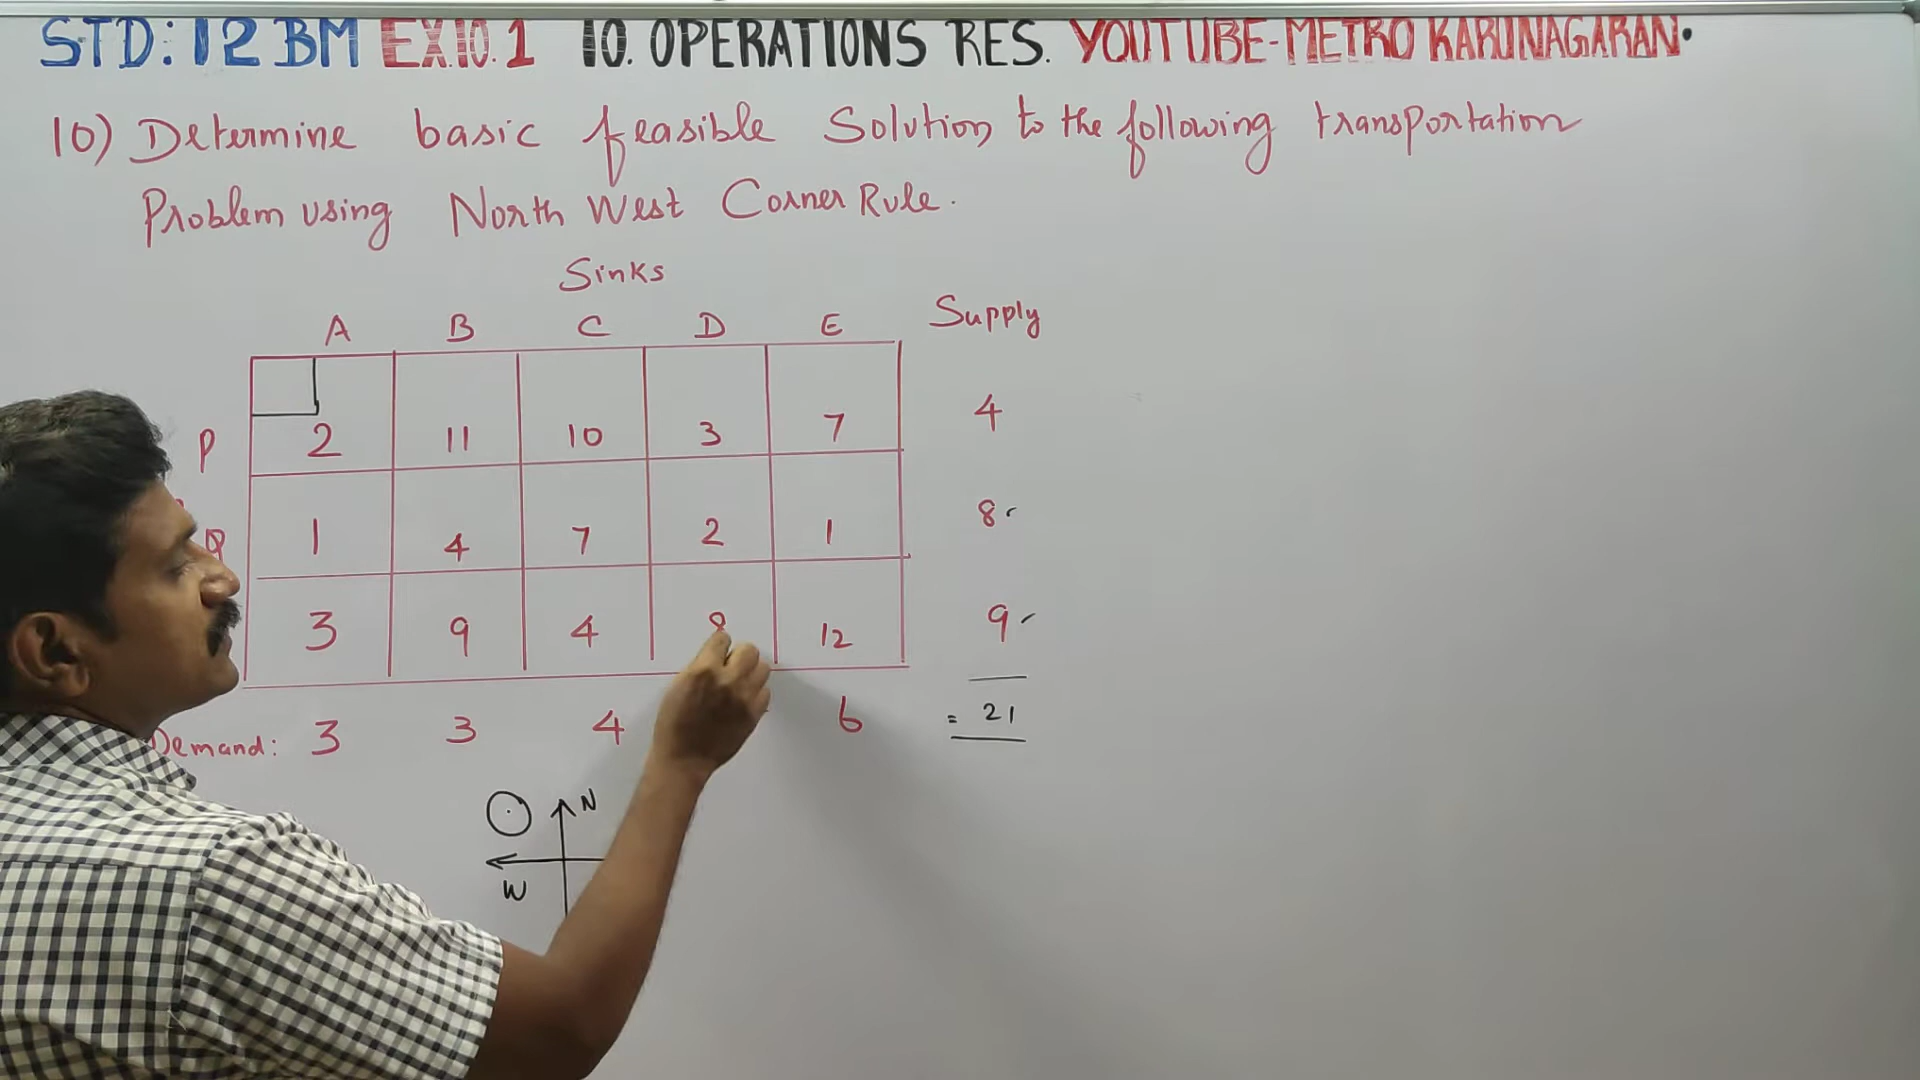 STD: 12 BM EX.10.1 10. OPERATIONS RES. YOUTUBE-METRO KARUNAGARAN.
10) Determine basic feasible Solution to the following transportation
Problem using North West Corner Rule.
Sinks
A B C D E Supply
P 2 11 10 3 7 4
Q 1 4 7 2 1 8
3 9 4 8 12 9
Demand: 3 3 4 6 = 21
N
W